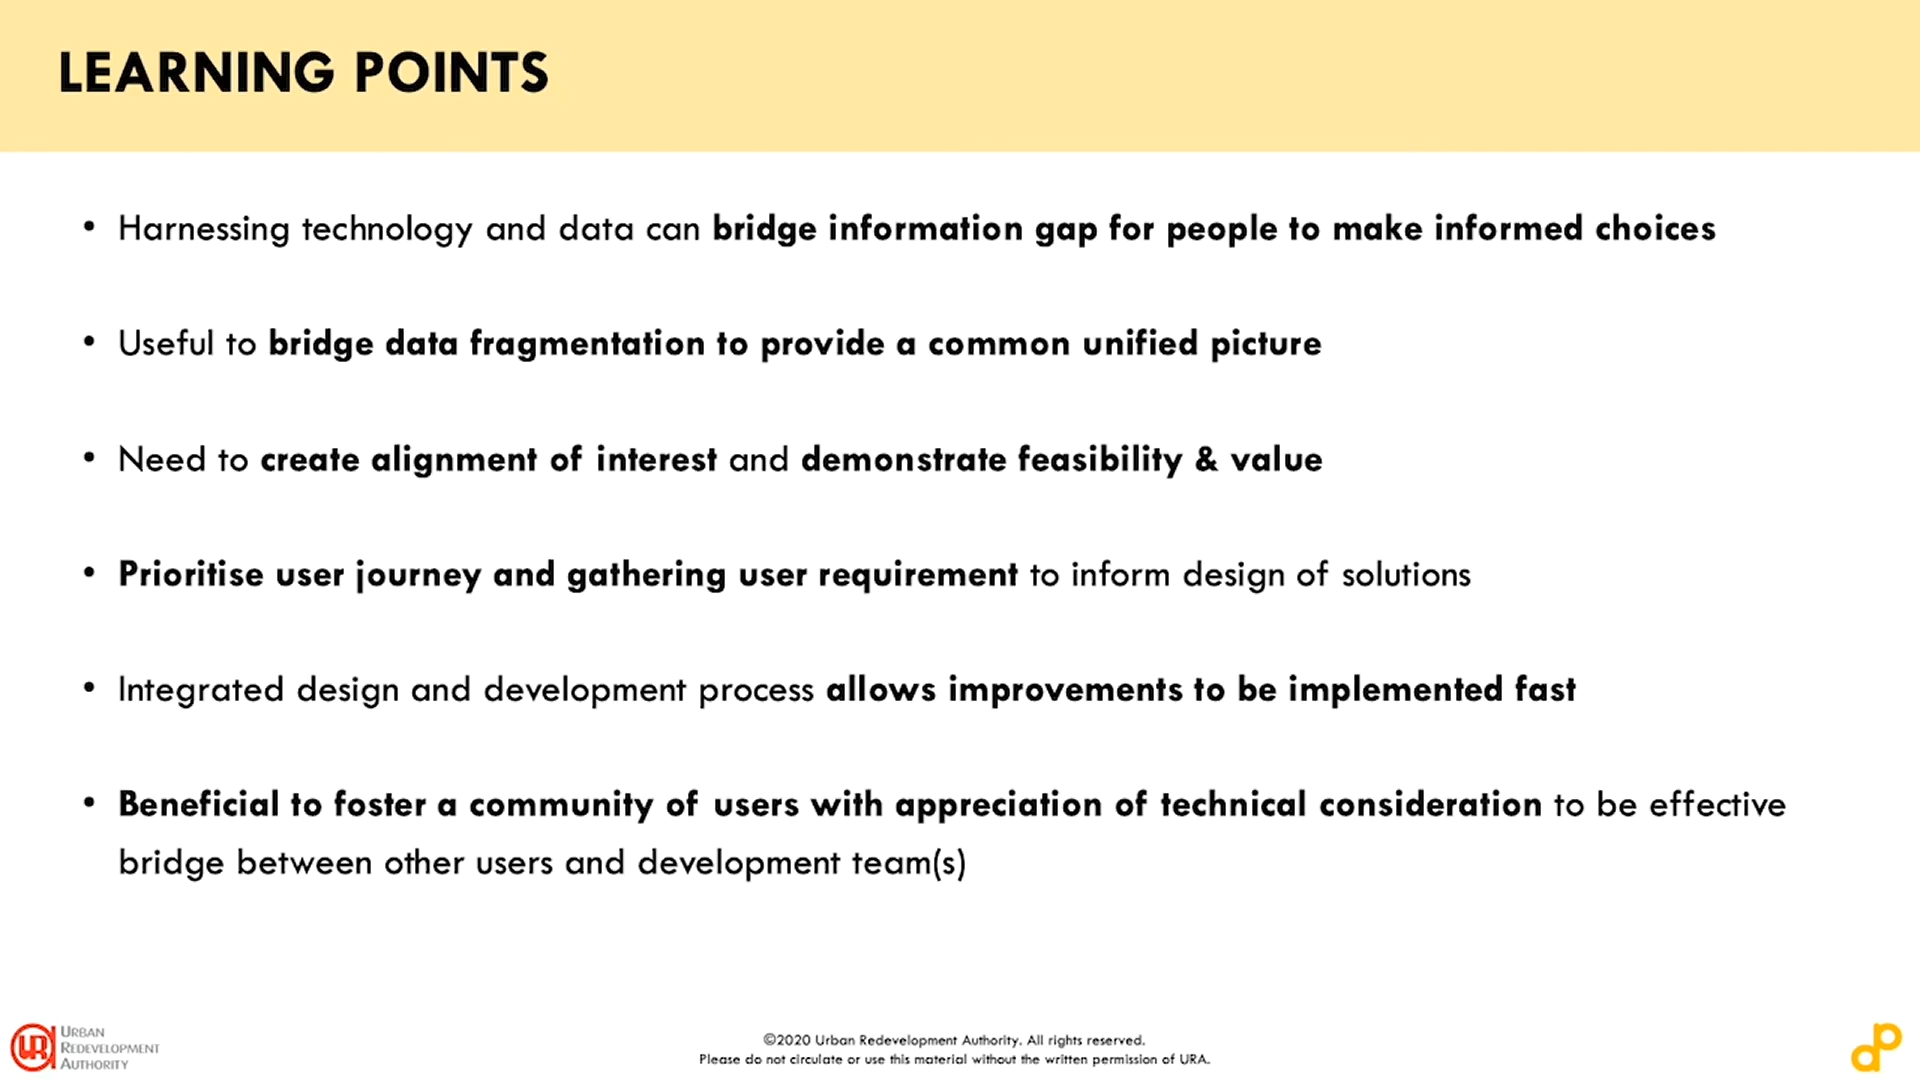 LEARNING POINTS
• Harnessing technology and data can bridge information gap for people to make informed choices
• Useful to bridge data fragmentation to provide a common unified picture
• Need to create alignment of interest and demonstrate feasibility & value
• Prioritise user journey and gathering user requirement to inform design of solutions
• Integrated design and development process allows improvements to be implemented fast
• Beneficial to foster a community of users with appreciation of technical consideration to be effective
bridge between other users and development team(s)
URBAN
REDEVELOPMENT
AUTHORITY
©2020 Urban Redevelopment Authority. All rights reserved.
Please do not circulate or use this material without the written permission of URA.